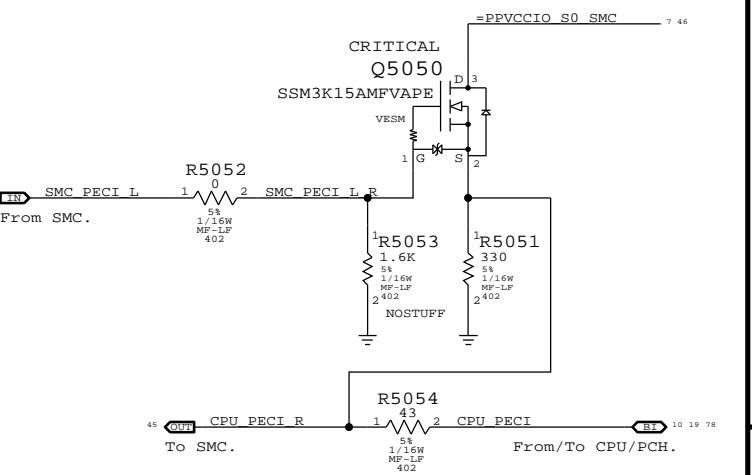 =PPVCCIO_S0_SMC 7 46
CRITICAL
Q5050
SSM3K15AMFVAPE
VESM
D 3
1 G S 2
R5052
0
IN SMC_PECI_L 1 2 SMC_PECI_L_R
From SMC.
5%
1/16W
MF-LF
402
1 R5053
1.6K
5%
1/16W
MF-LF
2 402
NOSTUFF
1 R5051
330
5%
1/16W
MF-LF
2 402
R5054
43
45 OUT CPU_PECI_R 1 2 CPU_PECI BI 10 19 78
To SMC.
5%
1/16W
MF-LF
402
From/To CPU/PCH.